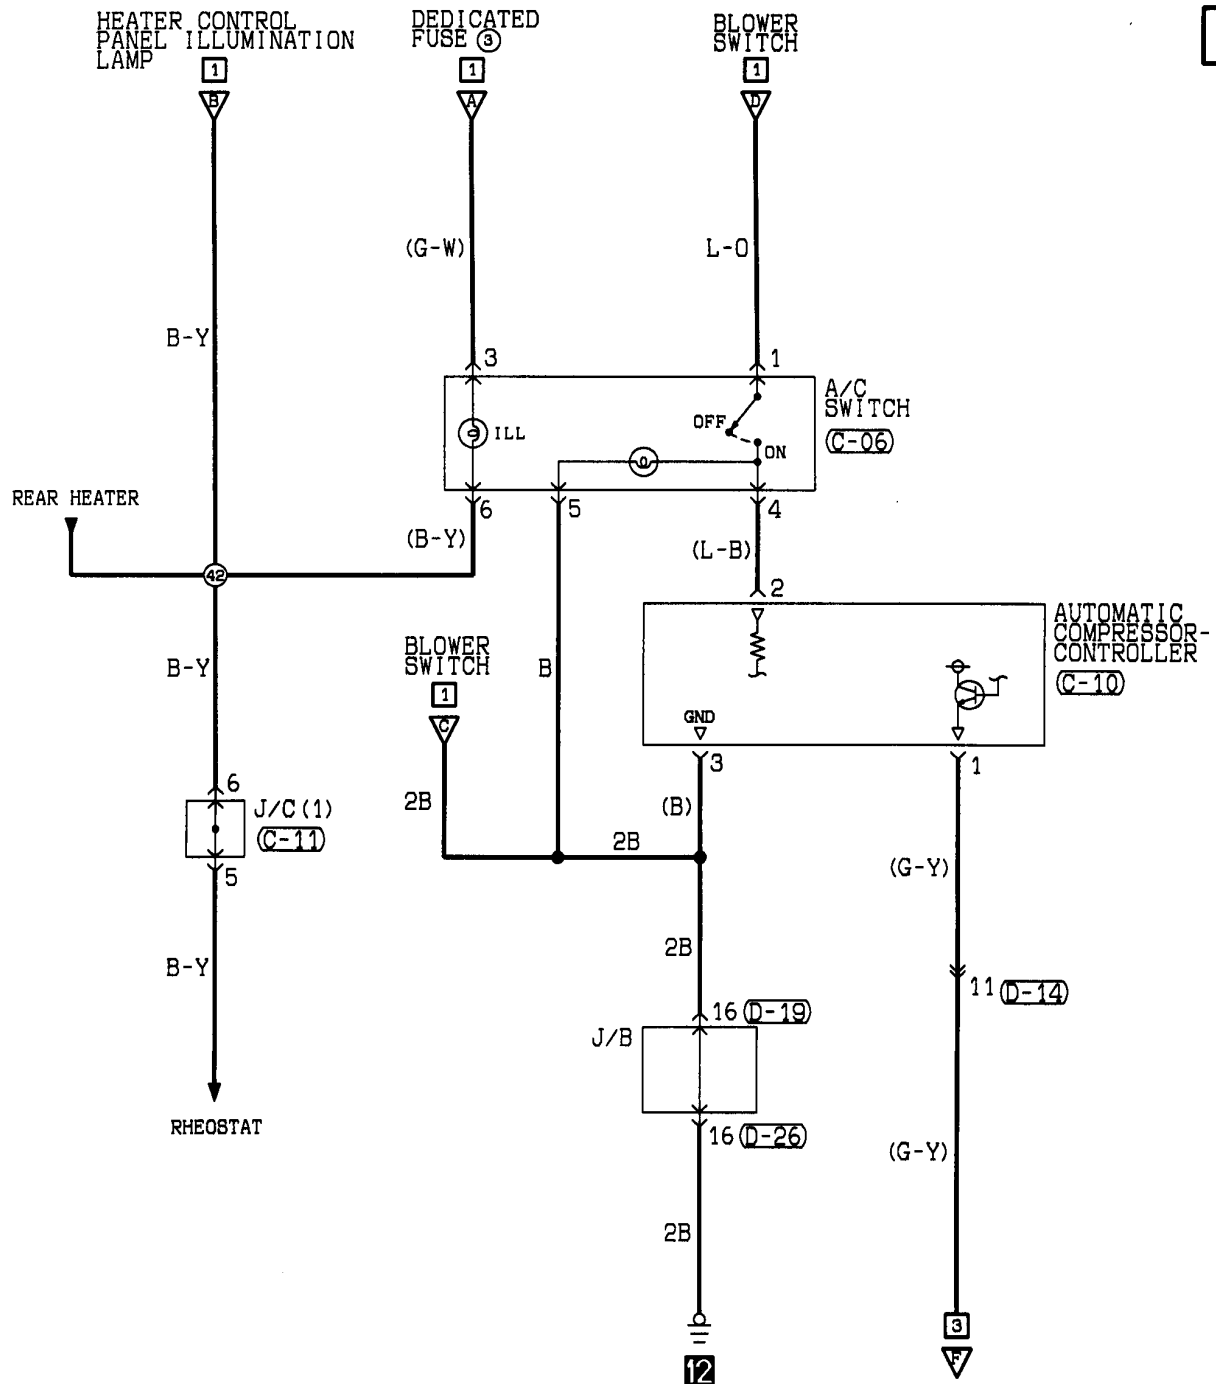 HEATER CONTROL
PANEL ILLUMINATION
LAMP
1
B
DEDICATED
FUSE ③
1
A
BLOWER
SWITCH
1
D
(G-W)
L-O
B-Y
3
1
A/C
SWITCH
(C-06)
OFF
ON
ILL
REAR HEATER
6
5
4
(B-Y)
(L-B)
42
2
AUTOMATIC
COMPRESSOR-
CONTROLLER
(C-10)
BLOWER
SWITCH
1
C
B-Y
B
GND
3
1
2B
(B)
2B
6
J/C(1)
(C-11)
5
(G-Y)
B-Y
2B
11 (D-14)
16 (D-19)
J/B
RHEOSTAT
16 (D-26)
(G-Y)
2B
12
3
F